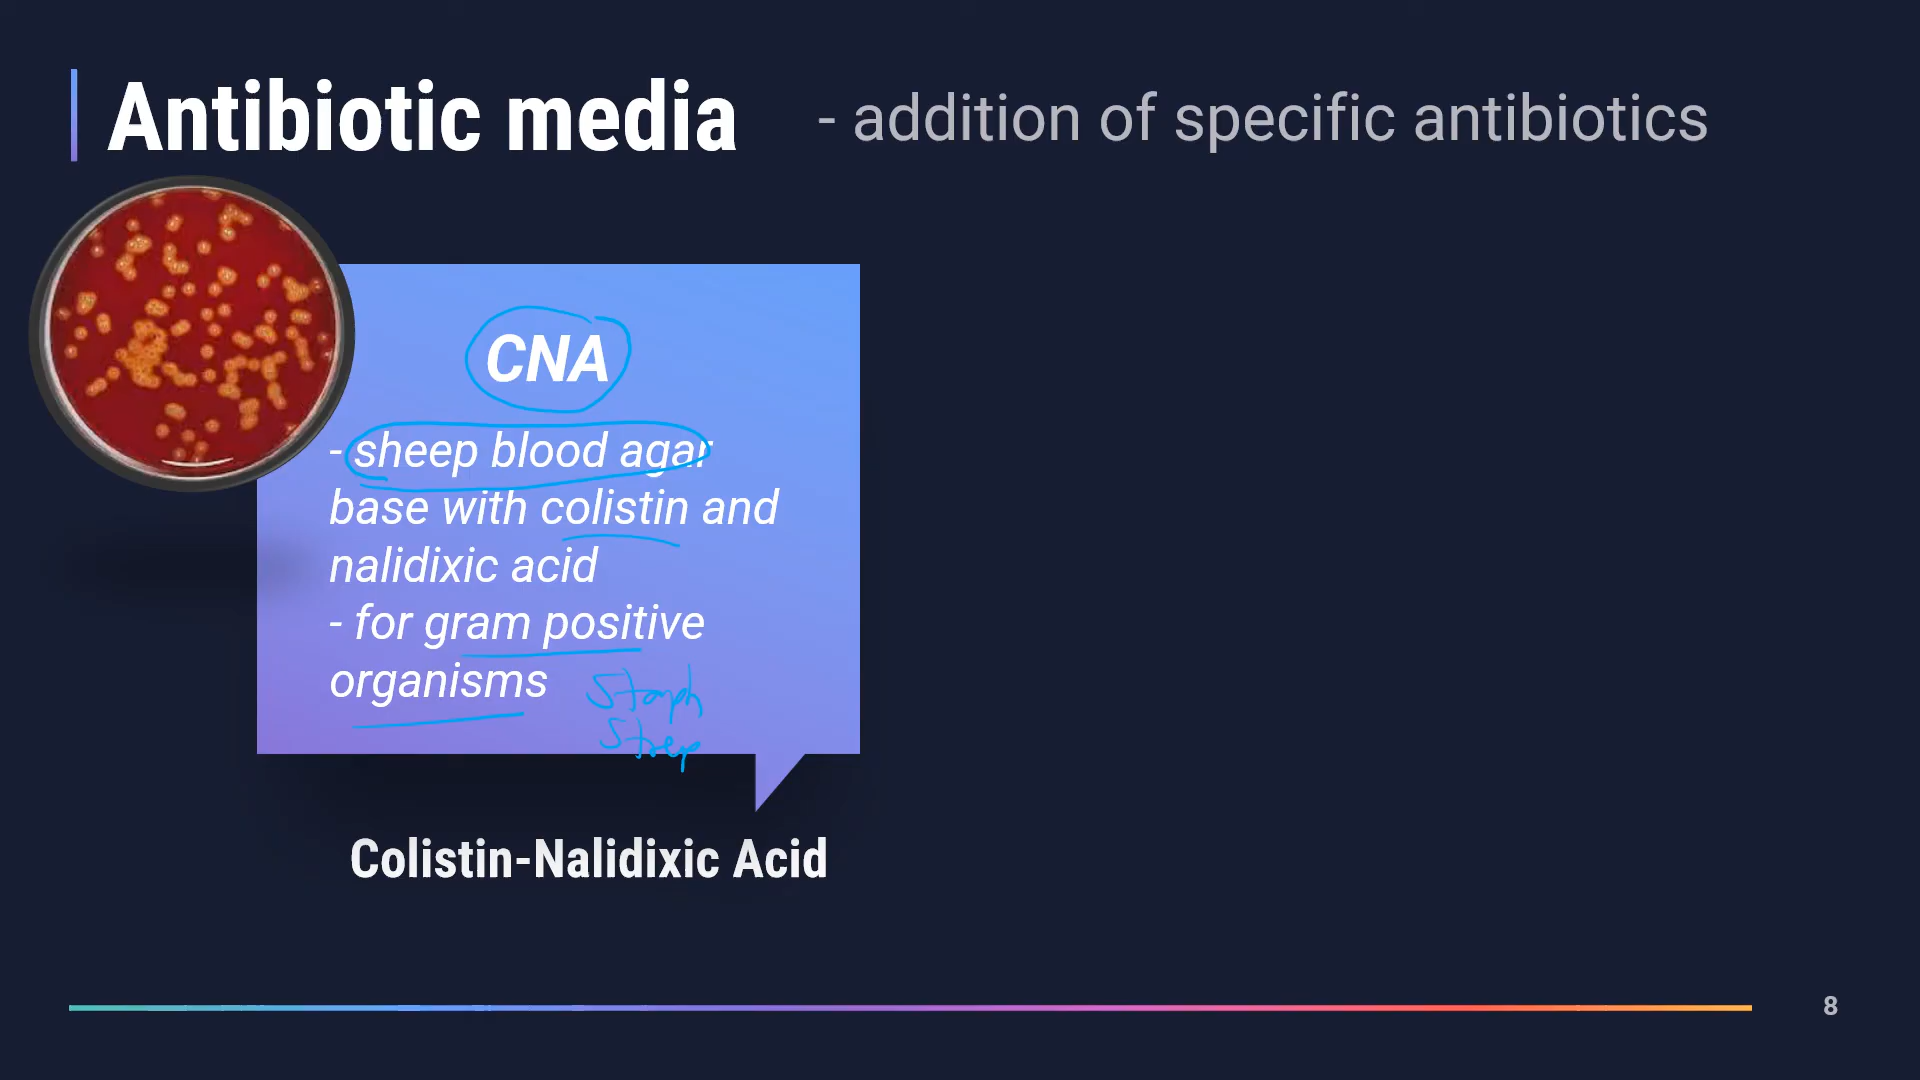 Antibiotic media - addition of specific antibiotics
CNA
- sheep blood agar
base with colistin and
nalidixic acid
- for gram positive
organisms
Staph
Strep
Colistin-Nalidixic Acid
8